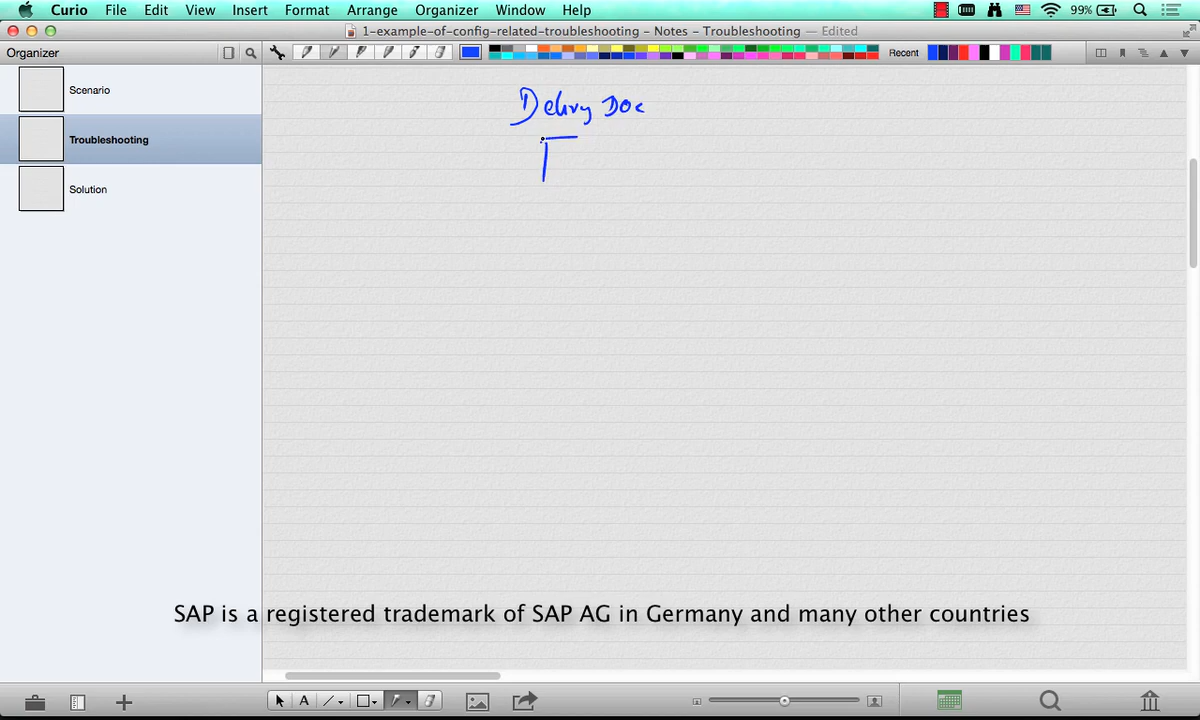 Curio File Edit View Insert Format Arrange Organizer Window Help 99%
1-example-of-config-related-troubleshooting — Notes — Troubleshooting — Edited
Organizer Recent
Scenario
Troubleshooting
Solution
Delivy Doc
SAP is a registered trademark of SAP AG in Germany and many other countries
A